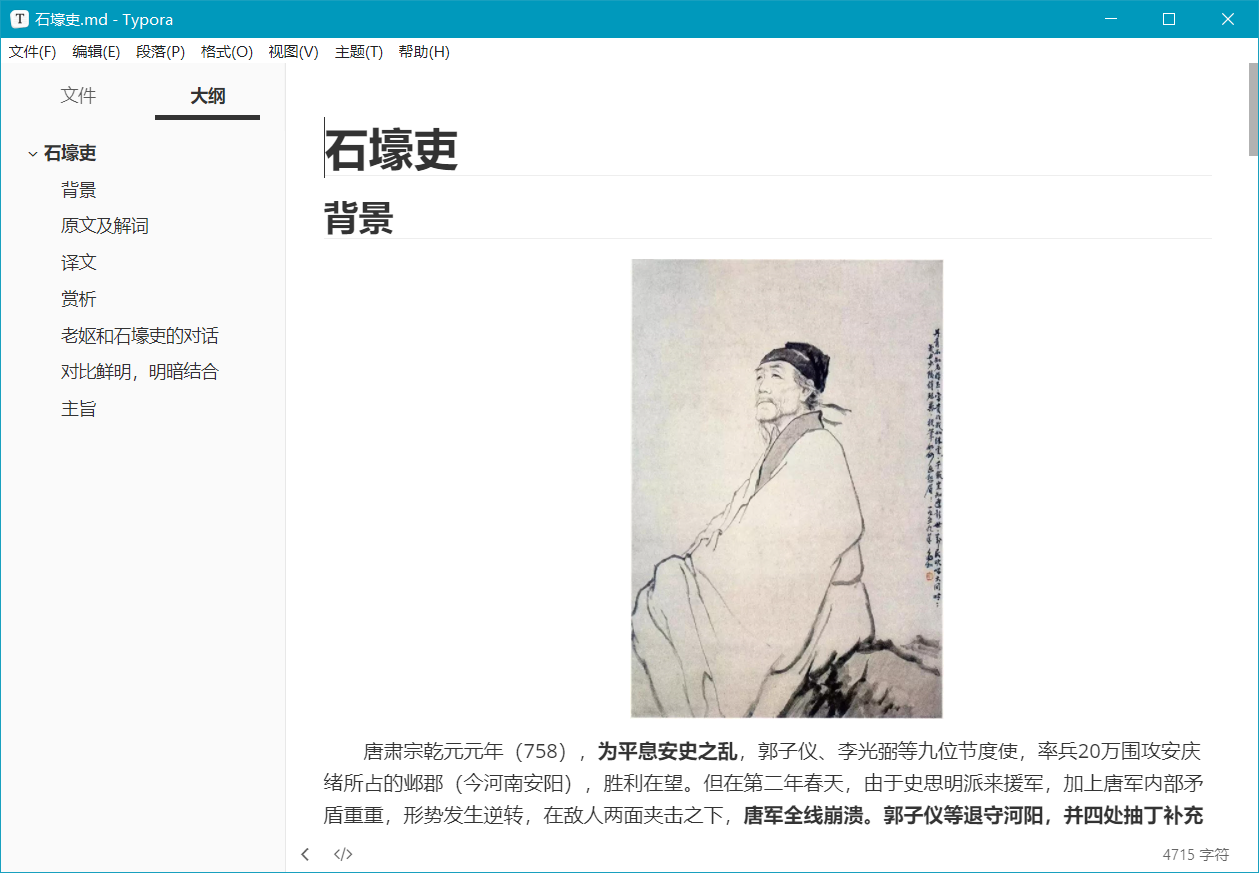 石壕吏.md - Typora
文件(F) 编辑(E) 段落(P) 格式(O) 视图(V) 主题(T) 帮助(H)
文件 大纲
石壕吏
背景
原文及解词
译文
赏析
老妪和石壕吏的对话
对比鲜明，明暗结合
主旨
石壕吏
背景
唐肃宗乾元元年（758），为平息安史之乱，郭子仪、李光弼等九位节度使，率兵20万围攻安庆
绪所占的邺郡（今河南安阳），胜利在望。但在第二年春天，由于史思明派来援军，加上唐军内部矛
盾重重，形势发生逆转，在敌人两面夹击之下，唐军全线崩溃。郭子仪等退守河阳，并四处抽丁补充
4715 字符